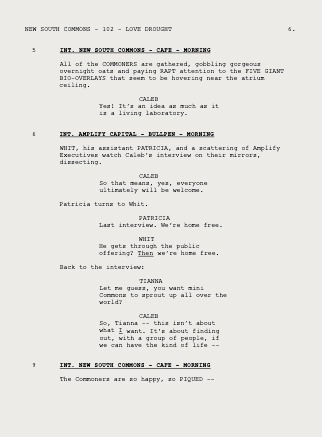 NEW SOUTH COMMONS - 102 - LOVE DROUGHT 6.
5 INT. NEW SOUTH COMMONS - CAFE - MORNING
All of the COMMONERS are gathered, gobbling gorgeous
overnight oats and paying RAPT attention to the FIVE GIANT
BIO-OVERLAYS that seem to be hovering near the atrium
ceiling.
CALEB
Yes! It's an idea as much as it
is a living laboratory.
6 INT. AMPLIFY CAPITAL - BULLPEN - MORNING
WHIT, his assistant PATRICIA, and a scattering of Amplify
Executives watch Caleb's interview on their mirrors,
dissecting.
CALEB
So that means, yes, everyone
ultimately will be welcome.
Patricia turns to Whit.
PATRICIA
Last interview. We're home free.
WHIT
He gets through the public
offering? Then we're home free.
Back to the interview:
TIANNA
Let me guess, you want mini
Commons to sprout up all over the
world?
CALEB
So, Tianna -- this isn't about
what I want. It's about finding
out, with a group of people, if
we can have the kind of life --
9 INT. NEW SOUTH COMMONS - CAFE - MORNING
The Commoners are so happy, so PIQUED --